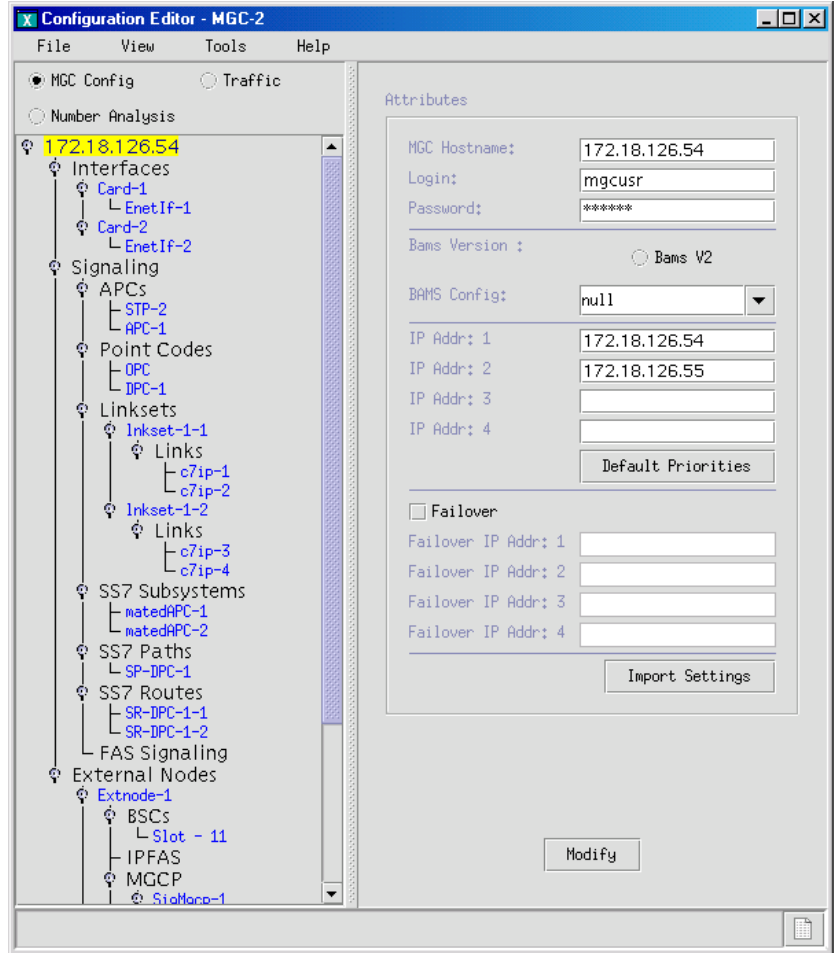 Configuration Editor - MGC-2
File View Tools Help
MGC Config Traffic
Number Analysis
172.18.126.54
Interfaces
Card-1
EnetIf-1
Card-2
EnetIf-2
Signaling
APCs
STP-2
APC-1
Point Codes
OPC
DPC-1
Linksets
lnkset-1-1
Links
c7ip-1
c7ip-2
lnkset-1-2
Links
c7ip-3
c7ip-4
SS7 Subsystems
matedAPC-1
matedAPC-2
SS7 Paths
SP-DPC-1
SS7 Routes
SR-DPC-1-1
SR-DPC-1-2
FAS Signaling
External Nodes
Extnode-1
BSCs
Slot - 11
IPFAS
MGCP
SigMgcp-1
Attributes
MGC Hostname: 172.18.126.54
Login: mgcusr
Password: ******
Bams Version : Bams V2
BAMS Config: null
IP Addr: 1 172.18.126.54
IP Addr: 2 172.18.126.55
IP Addr: 3
IP Addr: 4
Default Priorities
Failover
Failover IP Addr: 1
Failover IP Addr: 2
Failover IP Addr: 3
Failover IP Addr: 4
Import Settings
Modify